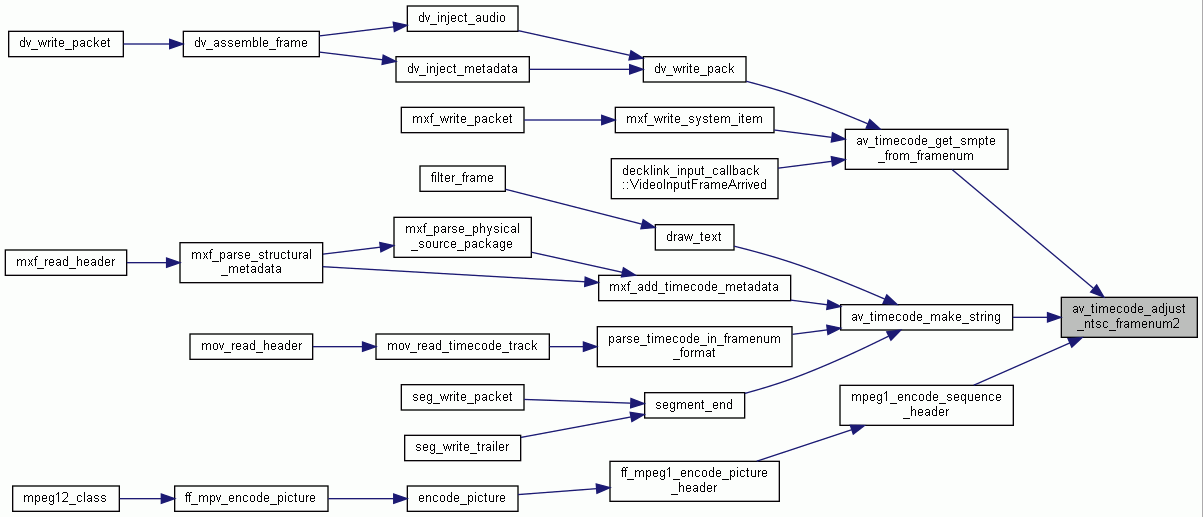 dv_inject_audio
dv_write_packet
dv_assemble_frame
dv_inject_metadata
dv_write_pack
mxf_write_packet
mxf_write_system_item
av_timecode_get_smpte
_from_framenum
decklink_input_callback
::VideoInputFrameArrived
filter_frame
mxf_parse_physical
_source_package
draw_text
mxf_read_header
mxf_parse_structural
_metadata
mxf_add_timecode_metadata
av_timecode_make_string
av_timecode_adjust
_ntsc_framenum2
mov_read_header
mov_read_timecode_track
parse_timecode_in_framenum
_format
seg_write_packet
segment_end
mpeg1_encode_sequence
_header
seg_write_trailer
ff_mpeg1_encode_picture
_header
mpeg12_class
ff_mpv_encode_picture
encode_picture